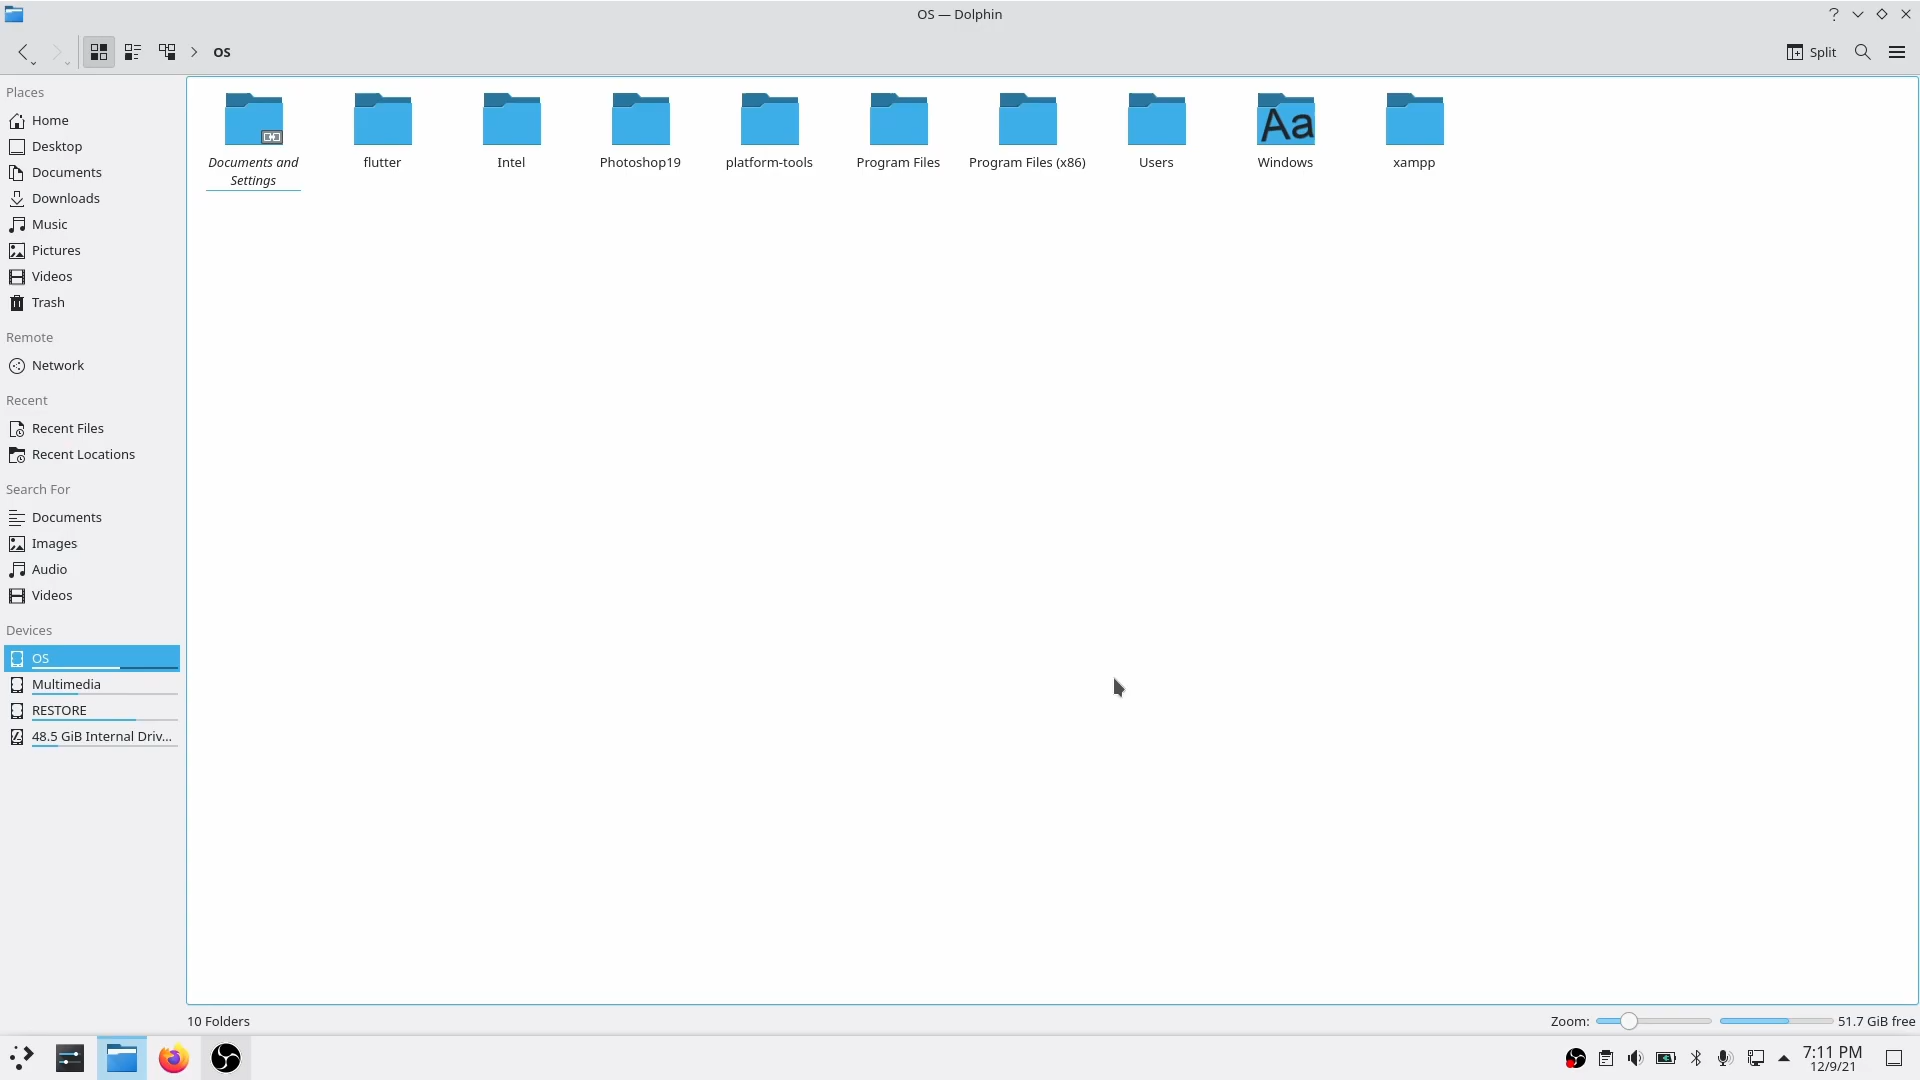 OS — Dolphin
OS
Split
Places
Home
Desktop
Documents
Downloads
Music
Pictures
Videos
Trash
Remote
Network
Recent
Recent Files
Recent Locations
Search For
Documents
Images
Audio
Videos
Devices
OS
Multimedia
RESTORE
48.5 GiB Internal Driv...
Documents and
Settings
flutter
Intel
Photoshop19
platform-tools
Program Files
Program Files (x86)
Users
Aa
Windows
xampp
10 Folders
Zoom:
51.7 GiB free
7:11 PM
12/9/21